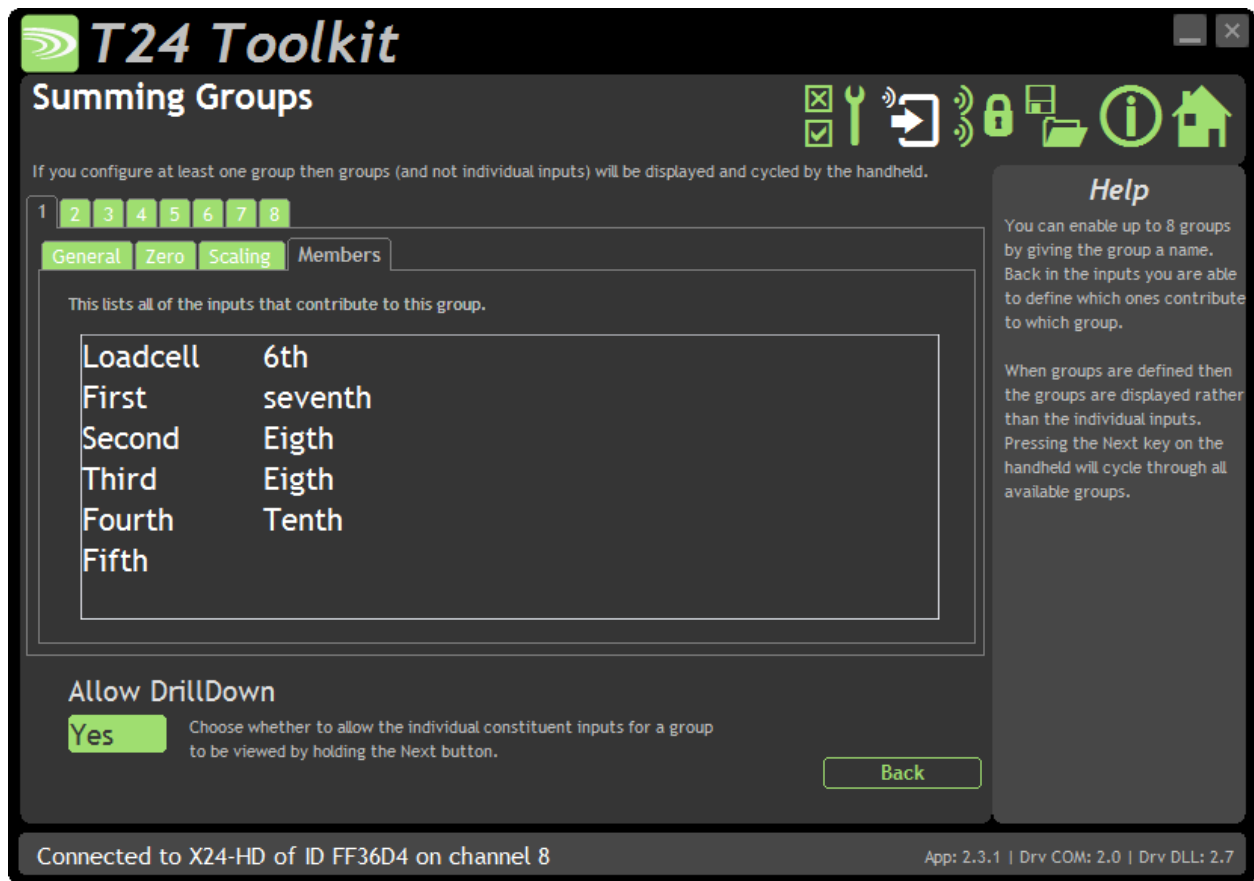 T24 Toolkit
Summing Groups
If you configure at least one group then groups (and not individual inputs) will be displayed and cycled by the handheld.
1 2 3 4 5 6 7 8
General Zero Scaling Members
This lists all of the inputs that contribute to this group.
Loadcell 6th
First seventh
Second Eigth
Third Eigth
Fourth Tenth
Fifth
Allow DrillDown
Yes
Choose whether to allow the individual constituent inputs for a group
to be viewed by holding the Next button.
Back
Help
You can enable up to 8 groups
by giving the group a name.
Back in the inputs you are able
to define which ones contribute
to which group.
When groups are defined then
the groups are displayed rather
than the individual inputs.
Pressing the Next key on the
handheld will cycle through all
available groups.
Connected to X24-HD of ID FF36D4 on channel 8
App: 2.3.1 | Drv COM: 2.0 | Drv DLL: 2.7